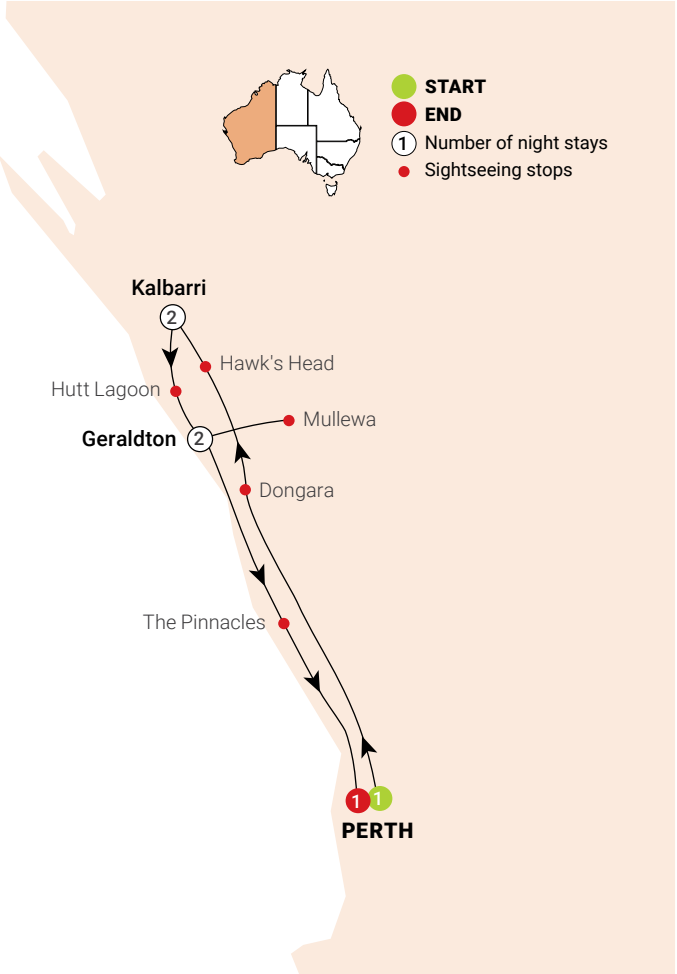 START
END
1 Number of night stays
Sightseeing stops
Kalbarri
2
Hawk's Head
Hutt Lagoon
Mullewa
Geraldton 2
Dongara
The Pinnacles
1 1
PERTH